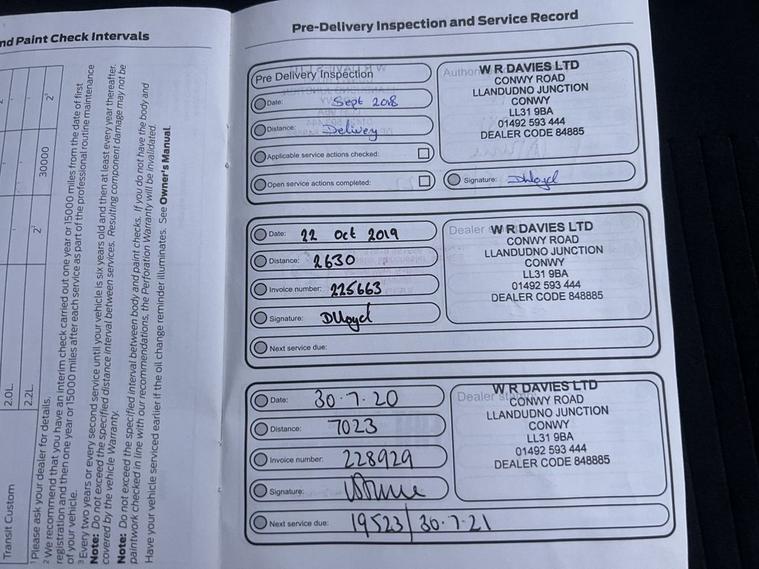 nd Paint Check Intervals
2.0L
2.2L
Transit Custom
2¹
30000
2¹
¹ Please ask your dealer for details.
² We recommend that you have an interim check carried out one year or 15000 miles from the date of first
registration and then one year or 15000 miles after each service as part of the professional routine maintenance
of your vehicle.
³ Every two years or every second service until your vehicle is six years old and then at least every year thereafter.
Note: Do not exceed the specified distance interval between services. Resulting component damage may not be
covered by the vehicle Warranty.
Note: Do not exceed the specified interval between body and paint checks. If you do not have the body and
paintwork checked in line with our recommendations, the Perforation Warranty will be invalidated.
Have your vehicle serviced earlier if the oil change reminder illuminates. See Owner's Manual.
Pre-Delivery Inspection and Service Record
Pre Delivery Inspection
Date: Sept 2018
Distance: Delivery
Applicable service actions checked:
Open service actions completed:
W R DAVIES LTD
CONWY ROAD
LLANDUDNO JUNCTION
CONWY
LL31 9BA
01492 593 444
DEALER CODE 84885
Signature: DLloyd
Date: 22 Oct 2019
Distance: 2630
Invoice number: 225663
Signature: DLloyd
Next service due:
Dealer
W R DAVIES LTD
CONWY ROAD
LLANDUDNO JUNCTION
CONWY
LL31 9BA
01492 593 444
DEALER CODE 848885
Date: 30.7.20
Distance: 7023
Invoice number: 228929
Signature:
Next service due: 19523/30.7.21
Dealer
W R DAVIES LTD
CONWY ROAD
LLANDUDNO JUNCTION
CONWY
LL31 9BA
01492 593 444
DEALER CODE 848885